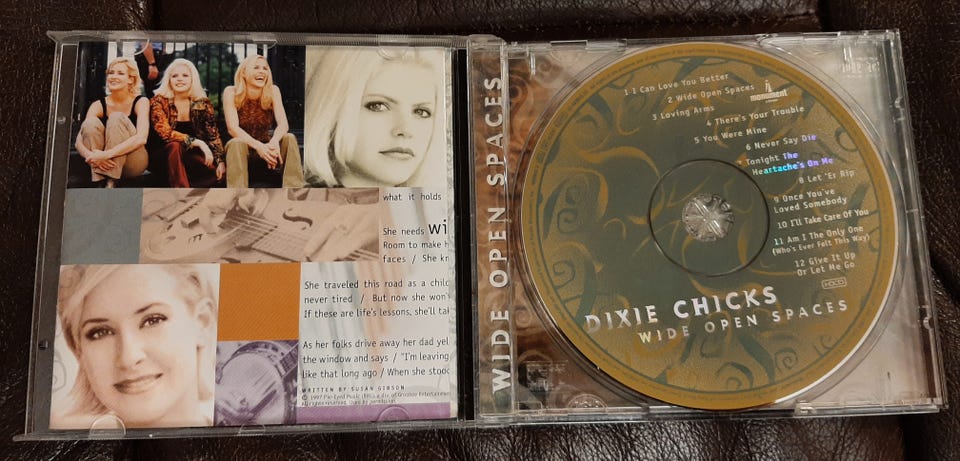 what it holds
She needs wi
Room to make
faces / She kn
She traveled this road as a chil
never tired / But now she won'
If these are life's lessons, she'll ta
As her folks drive away her dad yel
the window and says / "I'm leaving
like that long ago / When she stood
WRITTEN BY SUSAN GIBSON
WIDE OPEN SPACES
1 I Can Love You Better
2 Wide Open Spaces
monument
3 Loving Arms
4 There's Your Trouble
5 You Were Mine
6 Never Say Die
7 Tonight The
Heartache's On Me
8 Let 'Er Rip
9 Once You've
Loved Somebody
10 I'll Take Care Of You
11 Am I The Only One
(Who's Ever Felt This Way)
12 Give It Up
Or Let Me Go
HDCD
DIXIE CHICKS
WIDE OPEN SPACES